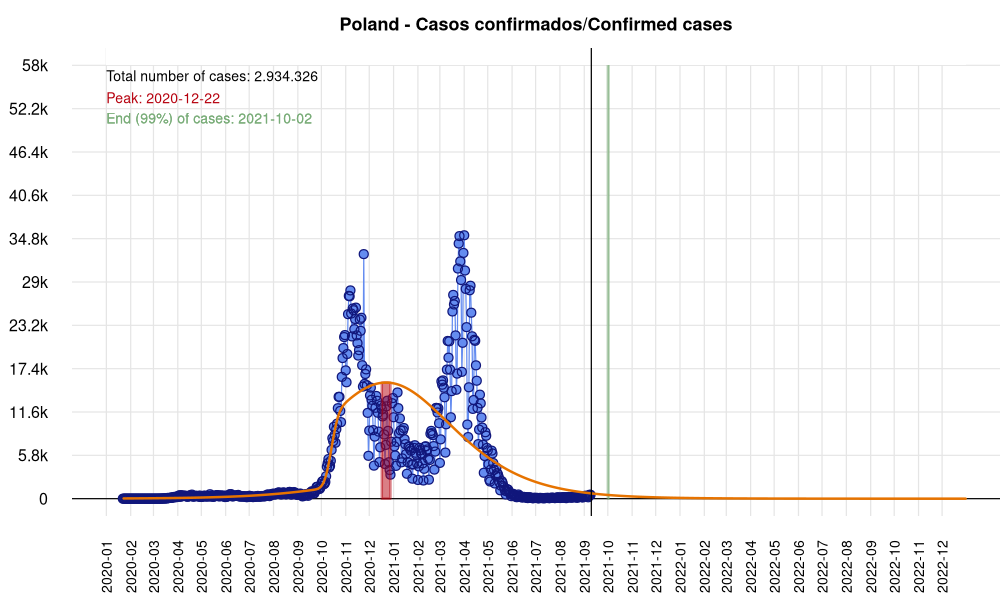 Poland - Casos confirmados/Confirmed cases
Total number of cases: 2.934.326
Peak: 2020-12-22
End (99%) of cases: 2021-10-02
58k
52.2k
46.4k
40.6k
34.8k
29k
23.2k
17.4k
11.6k
5.8k
0
2020-01
2020-02
2020-03
2020-04
2020-05
2020-06
2020-07
2020-08
2020-09
2020-10
2020-11
2020-12
2021-01
2021-02
2021-03
2021-04
2021-05
2021-06
2021-07
2021-08
2021-09
2021-10
2021-11
2021-12
2022-01
2022-02
2022-03
2022-04
2022-05
2022-06
2022-07
2022-08
2022-09
2022-10
2022-11
2022-12